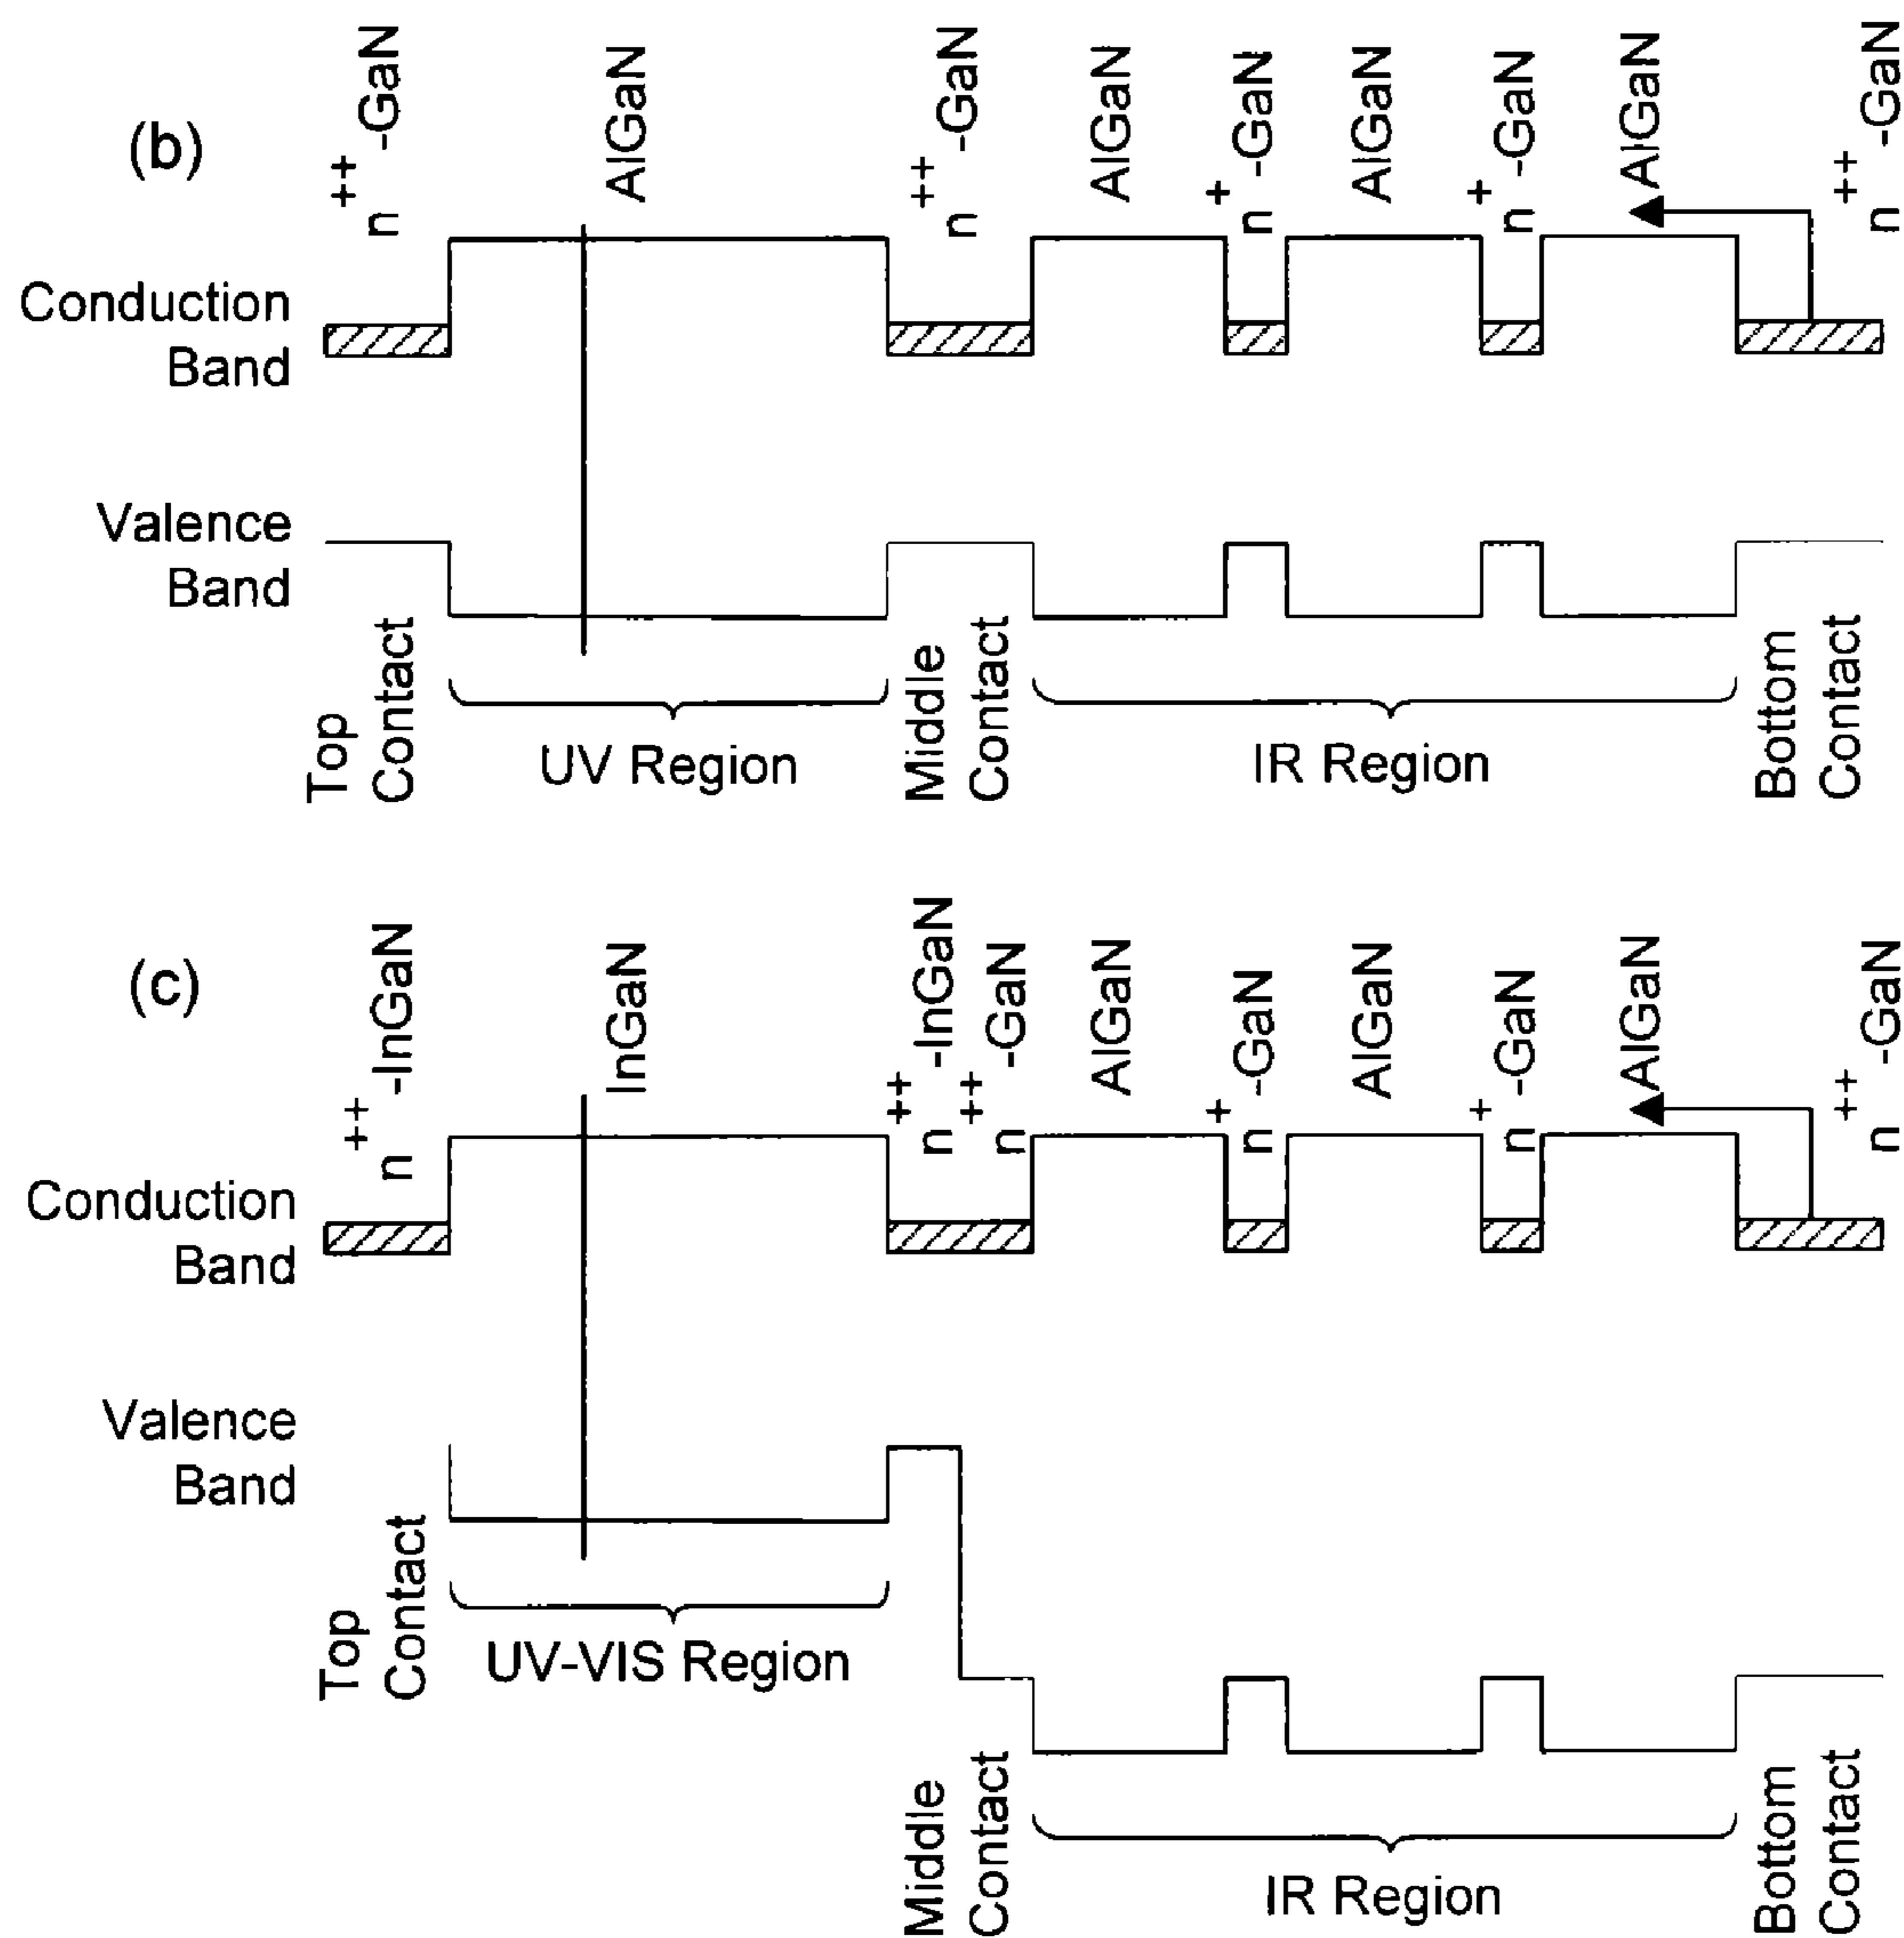 (b)
n++-GaN
AlGaN
n++-GaN
AlGaN
n+-GaN
AlGaN
n+-GaN
AlGaN
n++-GaN
Conduction
Band
Valence
Band
Top
Contact
UV Region
Middle
Contact
IR Region
Bottom
Contact
(c)
n++-InGaN
InGaN
n++-InGaN
n++-GaN
AlGaN
n+-GaN
AlGaN
n+-GaN
AlGaN
n++-GaN
Conduction
Band
Valence
Band
Top
Contact
UV-VIS Region
Middle
Contact
IR Region
Bottom
Contact